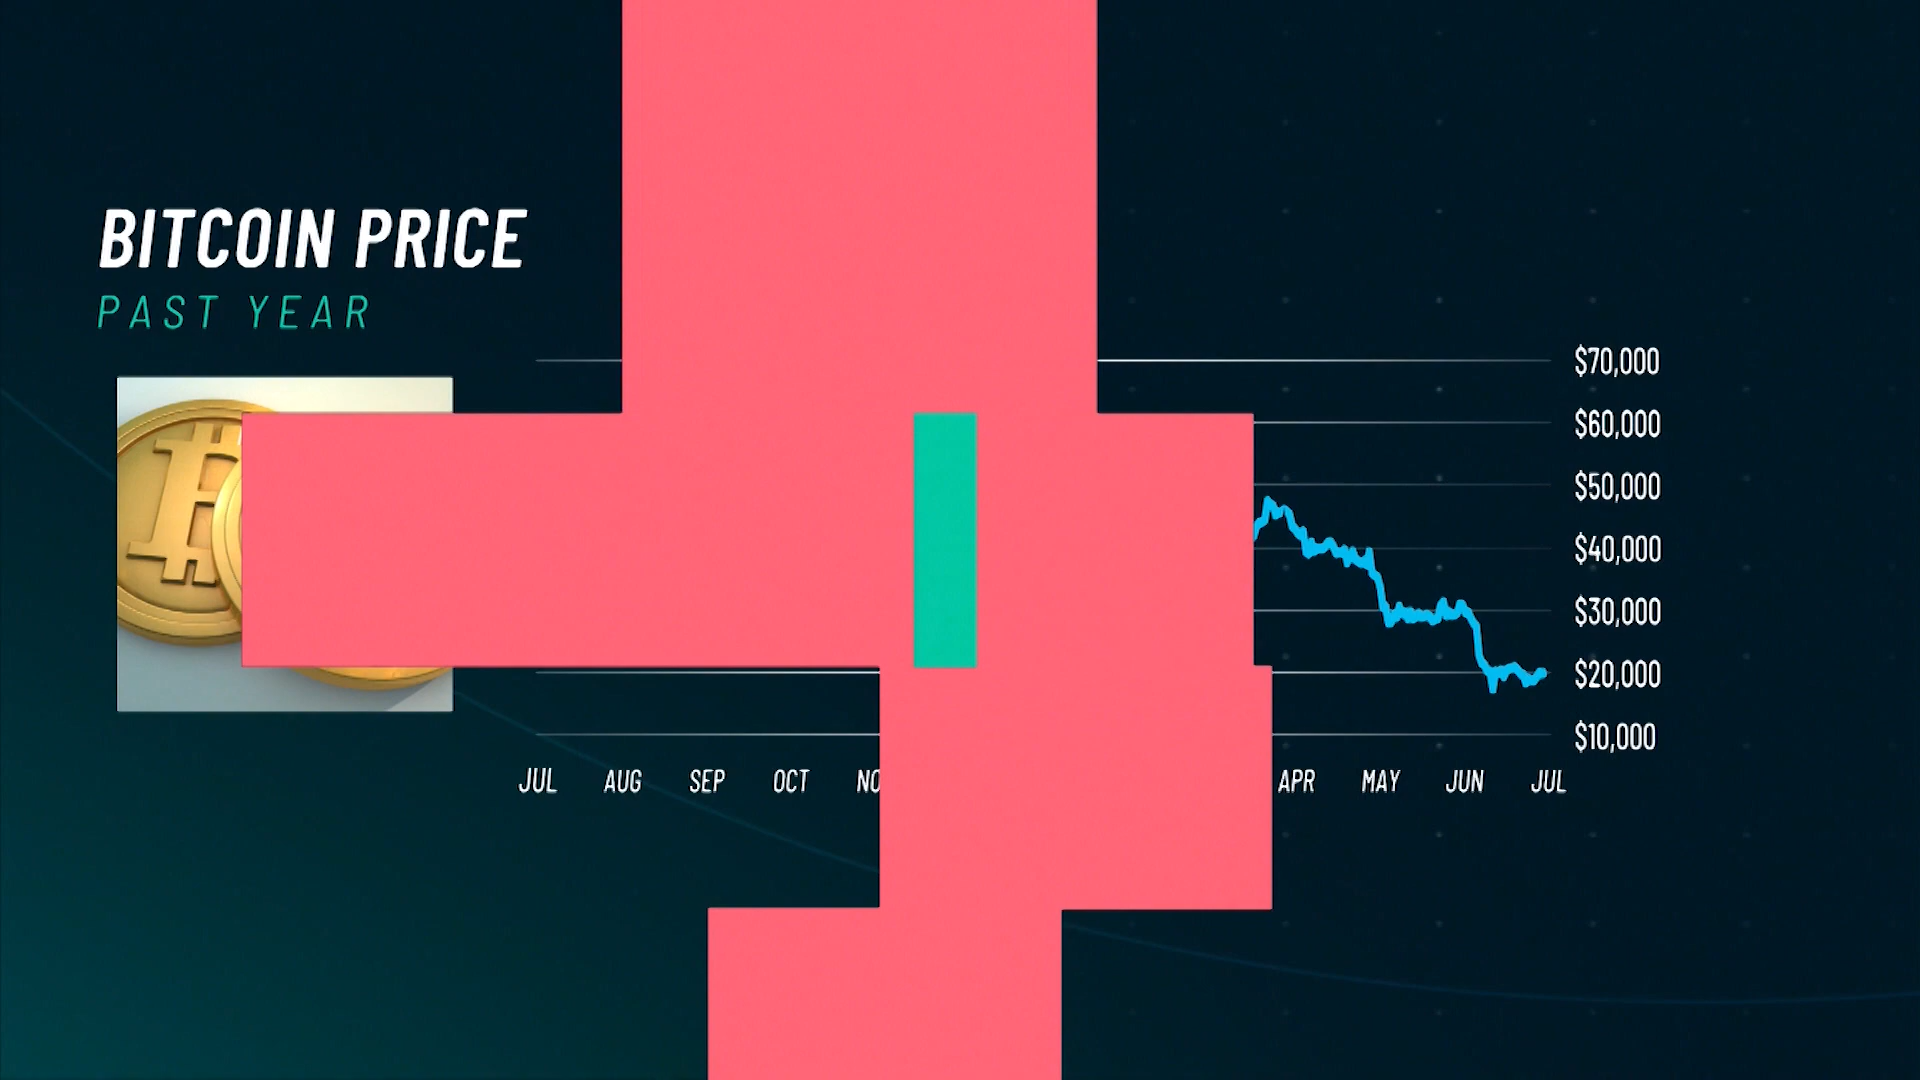 BITCOIN PRICE
PAST YEAR
$70,000
$60,000
$50,000
$40,000
$30,000
$20,000
$10,000
JUL AUG SEP OCT APR MAY JUN JUL